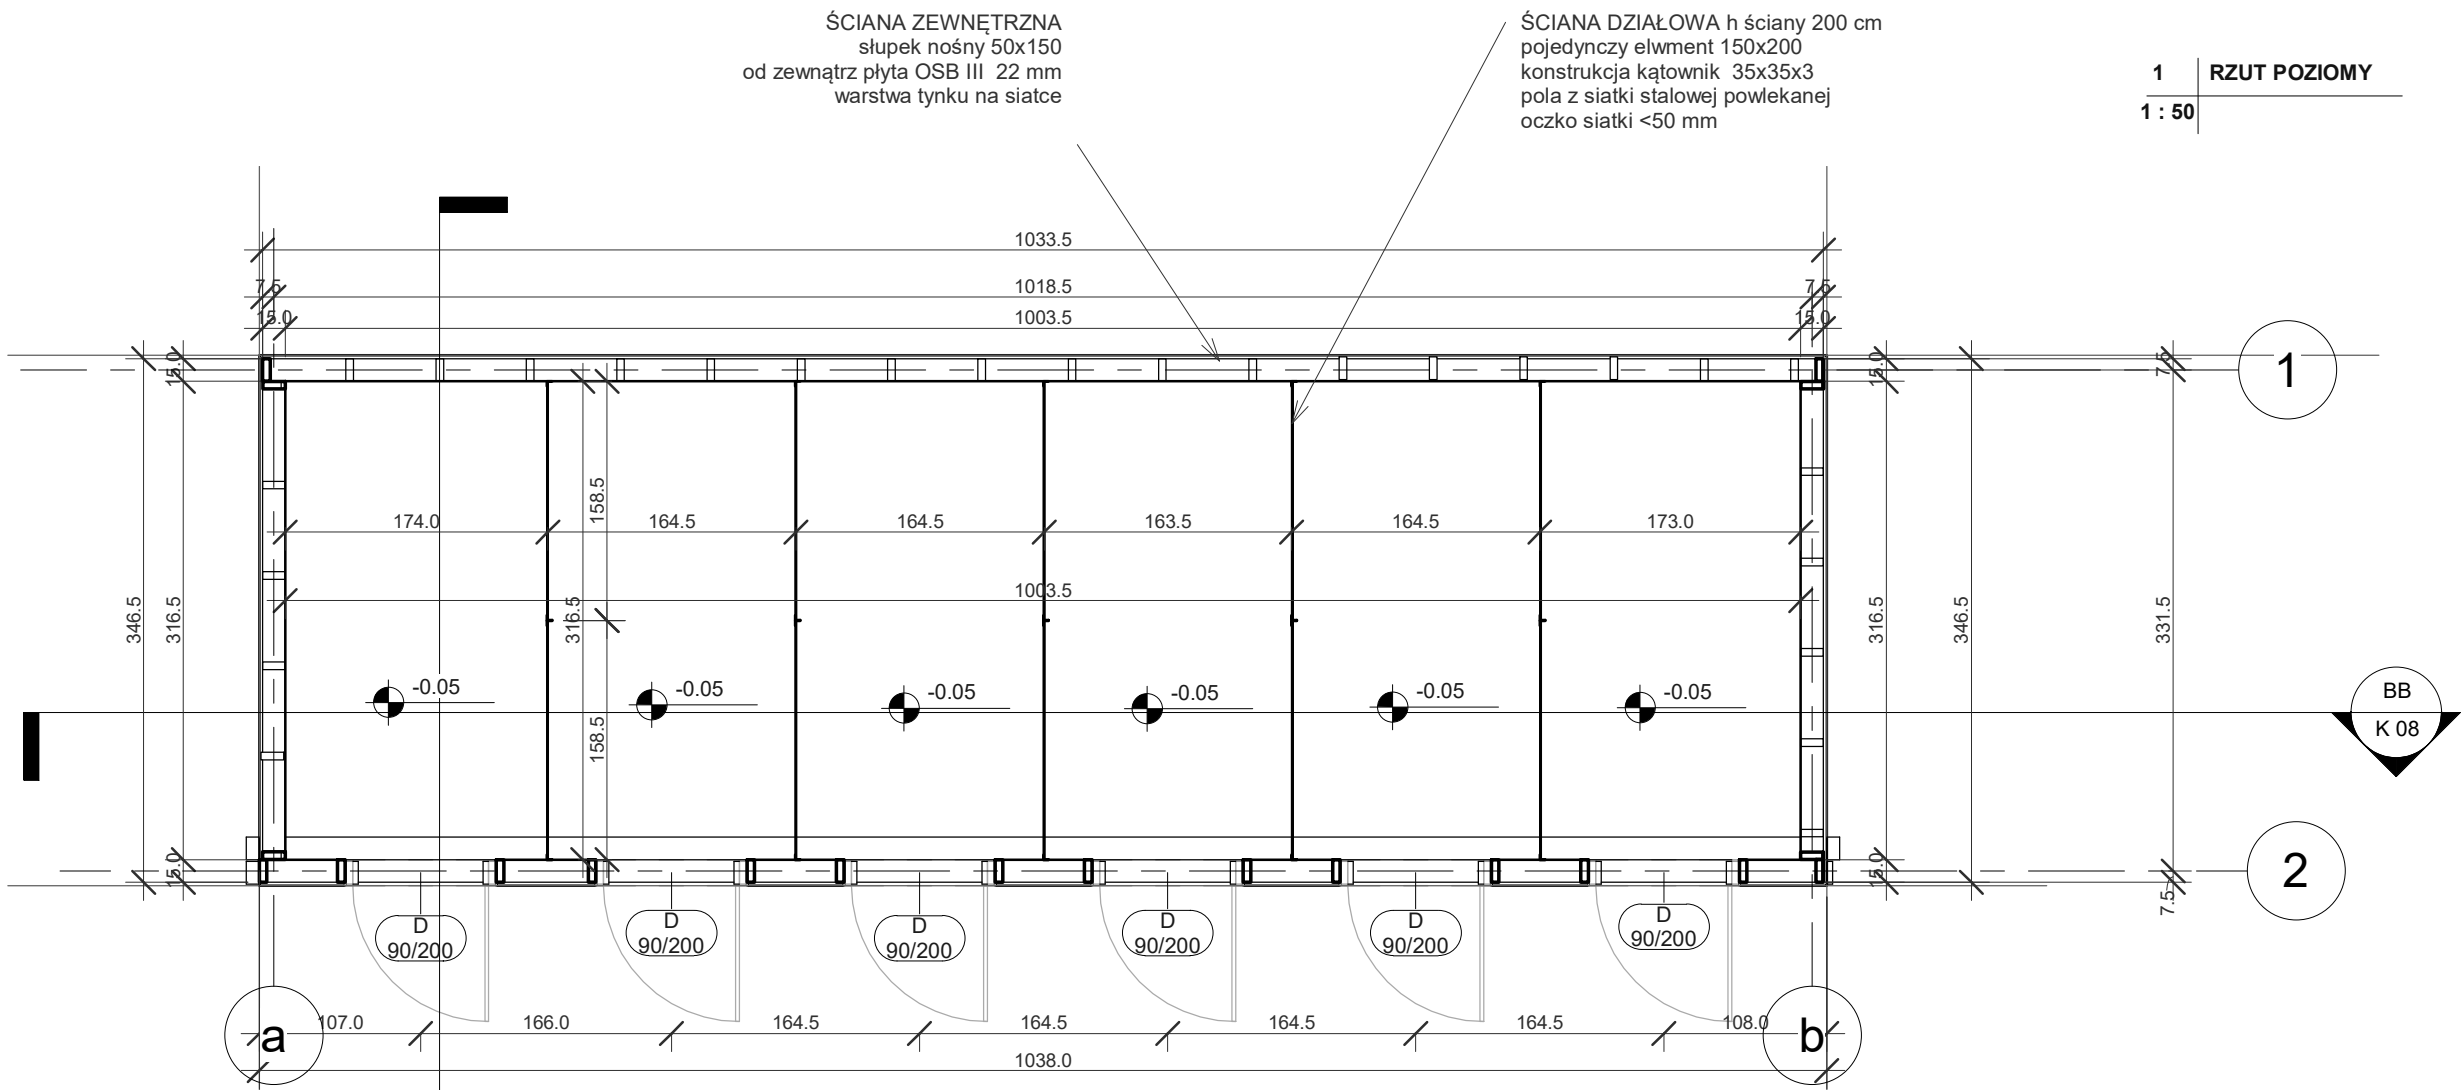 ŚCIANA ZEWNĘTRZNA
słupek nośny 50x150
od zewnątrz płyta OSB III 22 mm
warstwa tynku na siatce
ŚCIANA DZIAŁOWA h ściany 200 cm
pojedynczy elwment 150x200
konstrukcja kątownik 35x35x3
pola z siatki stalowej powlekanej
oczko siatki <50 mm
1 RZUT POZIOMY
1 : 50
1033.5
7.5 1018.5 7.5
15.0 1003.5 15.0
15.0 15.0 7.5
1
158.5
174.0 164.5 164.5 163.5 164.5 173.0
1003.5
346.5 316.5 316.5 316.5 346.5 331.5
-0.05 -0.05 -0.05 -0.05 -0.05 -0.05
158.5
BB
K 08
15.0 15.0 7.5
2
D D D D D D
90/200 90/200 90/200 90/200 90/200 90/200
a 107.0 166.0 164.5 164.5 164.5 164.5 108.0 b
1038.0